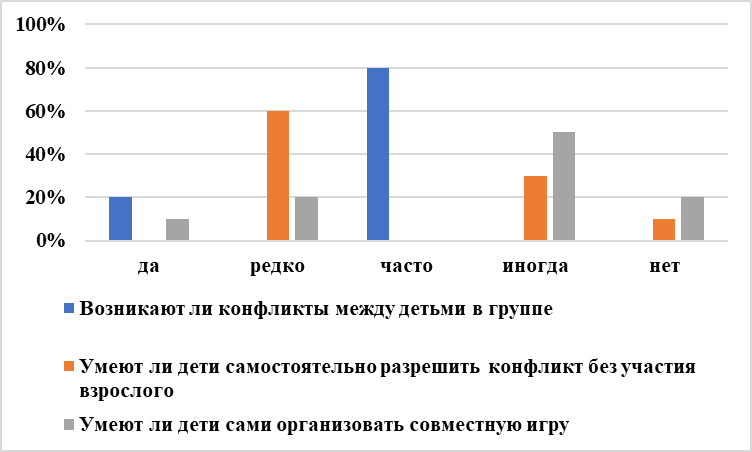 100%
80%
60%
40%
20%
0%
да редко часто иногда нет
Возникают ли конфликты между детьми в группе
Умеют ли дети самостоятельно разрешить конфликт без участия
взрослого
Умеют ли дети сами организовать совместную игру